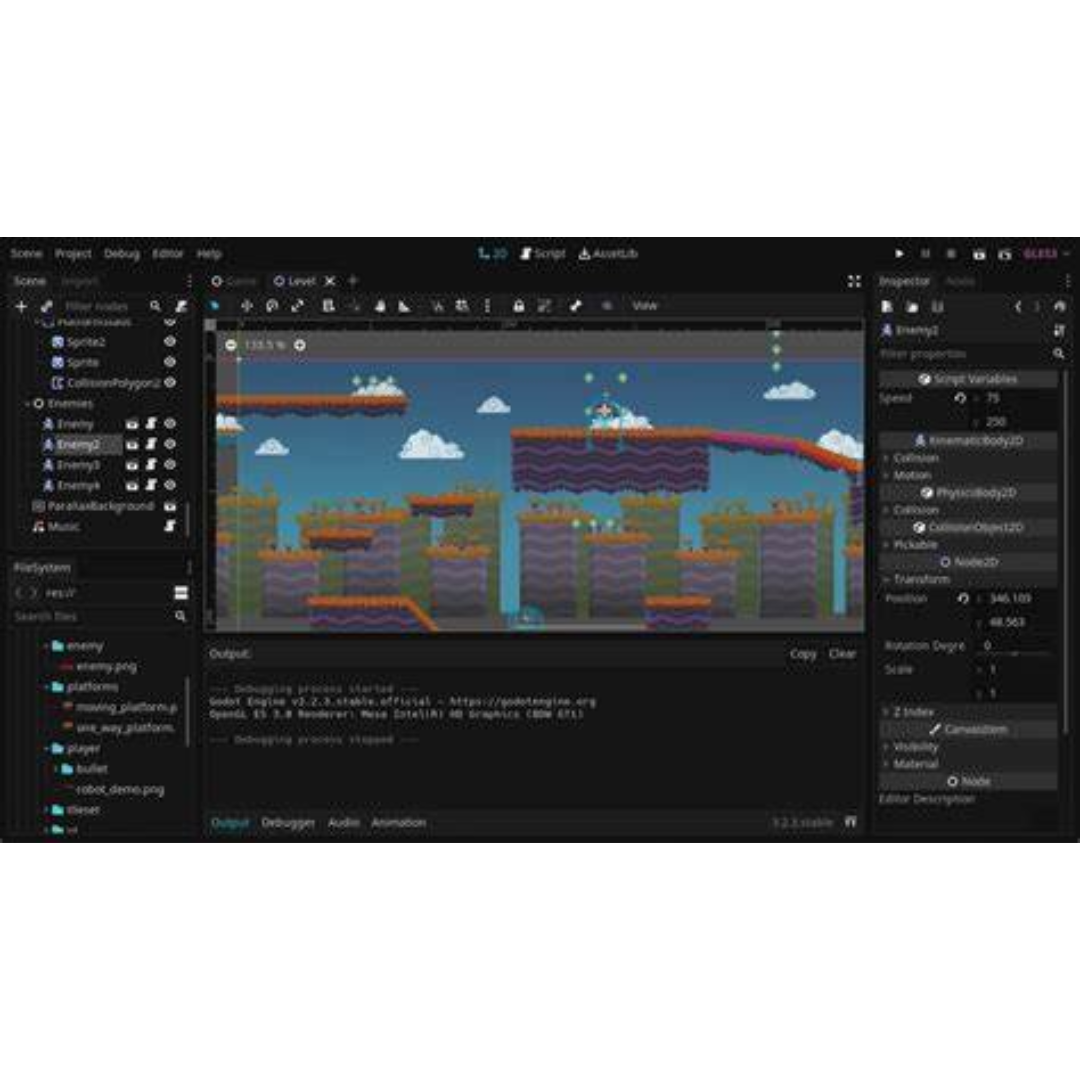 Scene Project Debug Editor Help
2D Script AssetLib
GLES3
Scene Import
Filter nodes
Sprite2
Sprite
CollisionPolygon2
Enemies
Enemy
Enemy2
Enemy3
Enemy4
ParallaxBackground
Music
FileSystem
res://
Search files
enemy
enemy.png
platforms
moving_platform.p
one_way_platform.
player
bullet
robot_demo.png
tileset
Game Level
View
133.5 %
Output:
Copy Clear
--- Debugging process started ---
Godot Engine v3.2.3.stable.official - https://godotengine.org
OpenGL ES 3.0 Renderer: Mesa Intel(R) HD Graphics (BDW GT2)
--- Debugging process stopped ---
Output Debugger Audio Animation
3.2.3.stable
Inspector Node
Enemy2
Filter properties
Script Variables
Speed
x 75
y 250
KinematicBody2D
Collision
Motion
PhysicsBody2D
Collision
CollisionObject2D
Pickable
Node2D
Transform
Position
x 346.109
y 48.563
Rotation Degre 0
Scale
x 1
y 1
Z Index
CanvasItem
Visibility
Material
Node
Editor Description